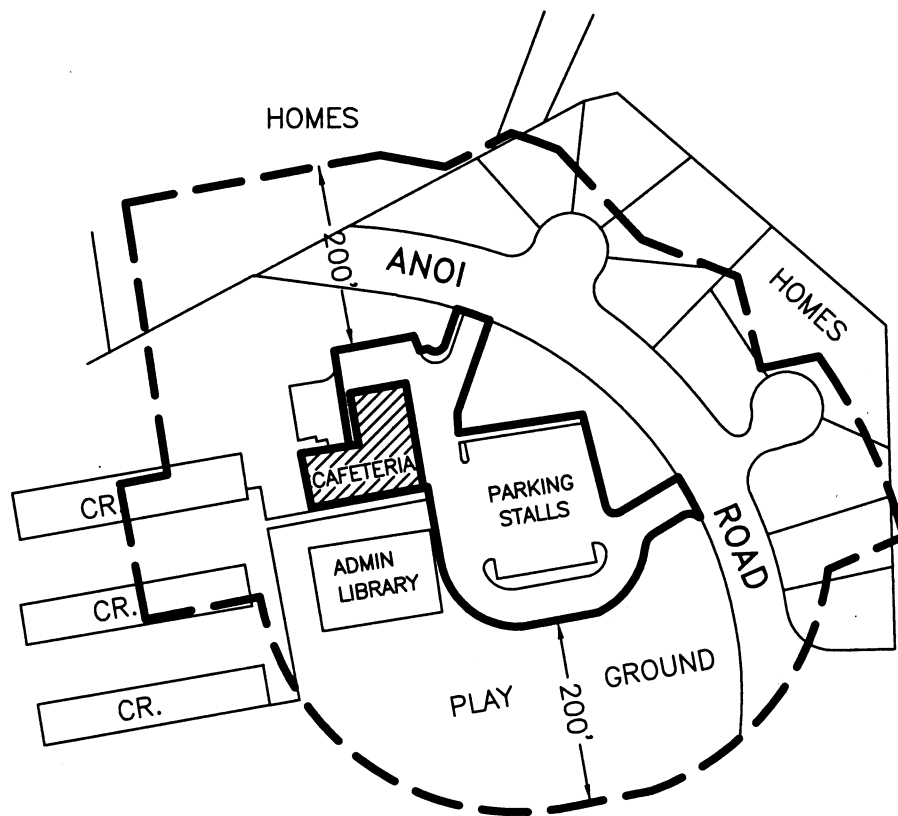 HOMES
200'
ANOI
HOMES
CAFETERIA
CR.
PARKING
STALLS
ROAD
ADMIN
LIBRARY
CR.
GROUND
PLAY
CR.
200'